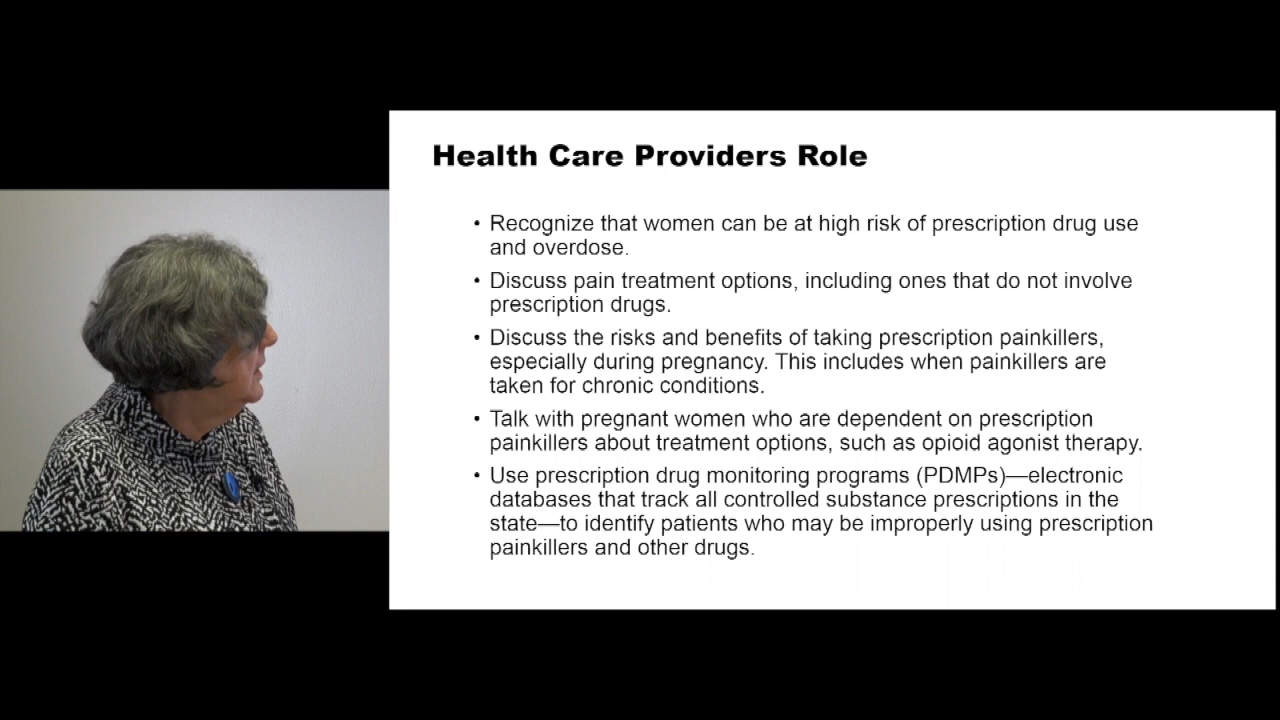 Health Care Providers Role
• Recognize that women can be at high risk of prescription drug use
and overdose.
• Discuss pain treatment options, including ones that do not involve
prescription drugs.
• Discuss the risks and benefits of taking prescription painkillers,
especially during pregnancy. This includes when painkillers are
taken for chronic conditions.
• Talk with pregnant women who are dependent on prescription
painkillers about treatment options, such as opioid agonist therapy.
• Use prescription drug monitoring programs (PDMPs)—electronic
databases that track all controlled substance prescriptions in the
state—to identify patients who may be improperly using prescription
painkillers and other drugs.